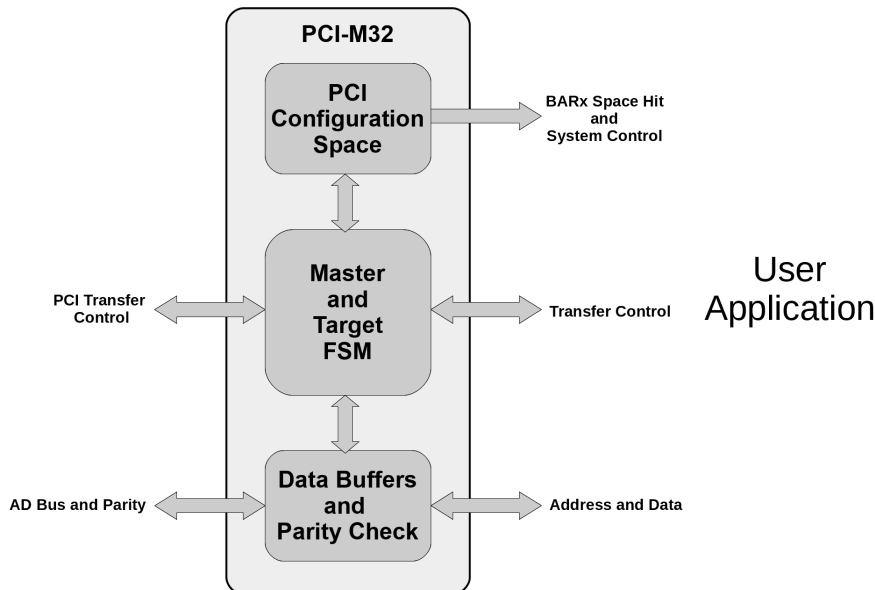 PCI-M32
PCI
Configuration
Space
BARx Space Hit
and
System Control
Master
and
Target
FSM
PCI Transfer
Control
Transfer Control
User
Application
Data Buffers
and
Parity Check
AD Bus and Parity
Address and Data